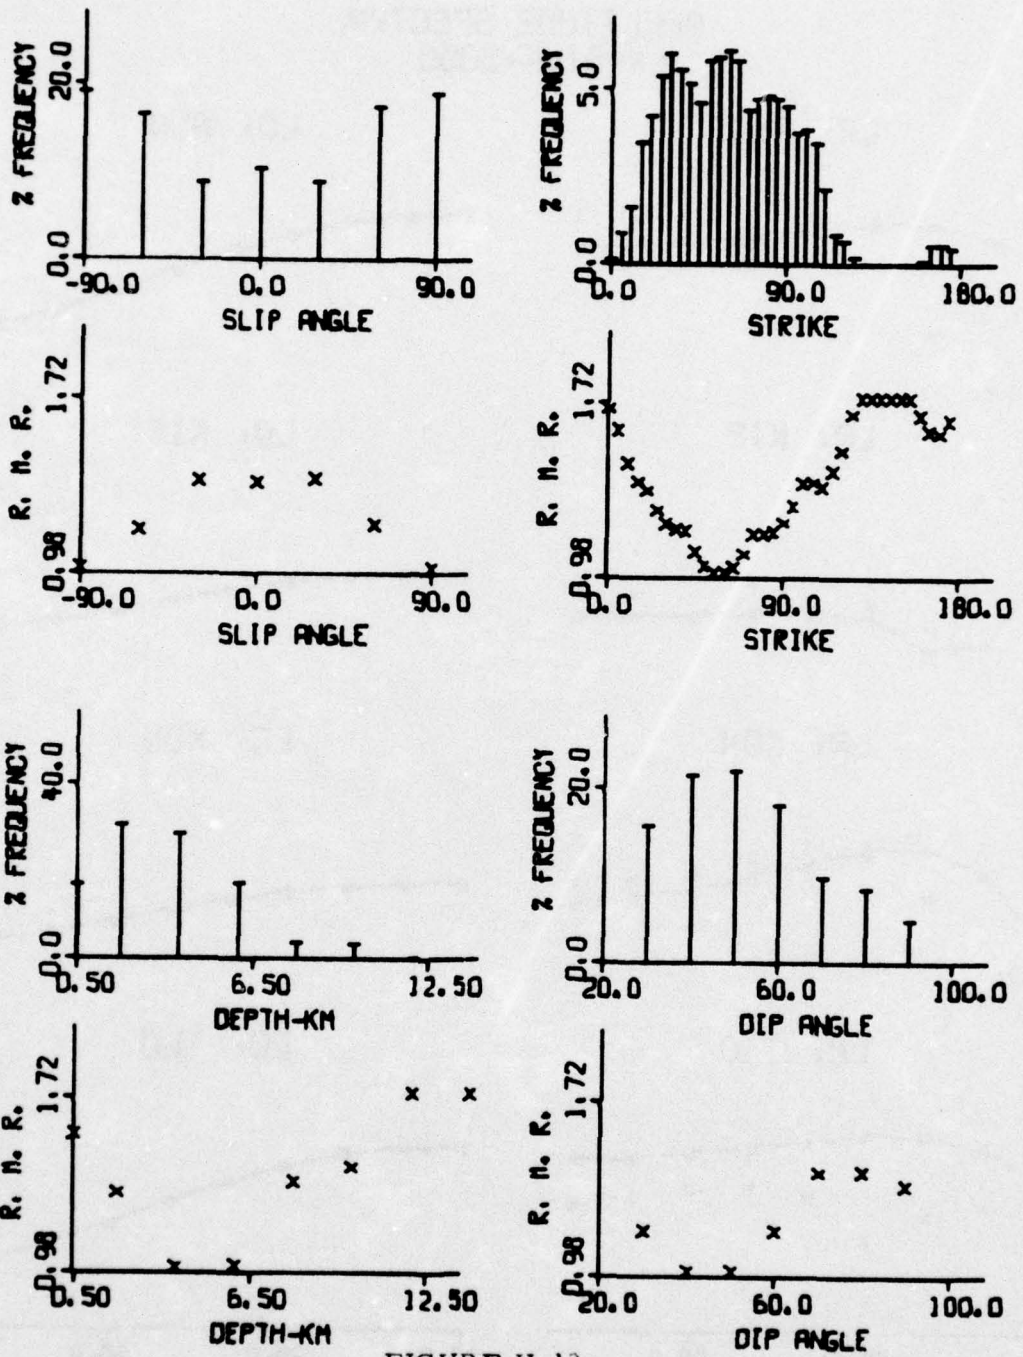 % FREQUENCY
20.0
0.0
-90.0 0.0 90.0
SLIP ANGLE
% FREQUENCY
5.0
0.0
0.0 90.0 180.0
STRIKE
R. M. R.
1.72
0.98
-90.0 0.0 90.0
SLIP ANGLE
R. M. R.
1.72
0.98
0.0 90.0 180.0
STRIKE
% FREQUENCY
40.0
0.0
0.50 6.50 12.50
DEPTH-KM
% FREQUENCY
20.0
0.0
20.0 60.0 100.0
DIP ANGLE
R. M. R.
1.72
0.98
0.50 6.50 12.50
DEPTH-KM
R. M. R.
1.72
0.98
20.0 60.0 100.0
DIP ANGLE
FIGURE